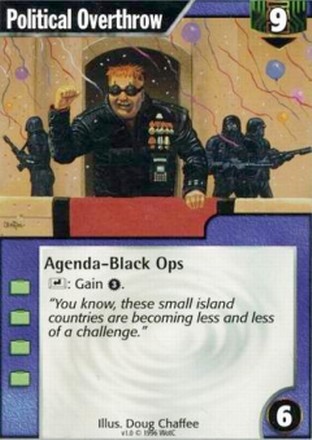 Political Overthrow
9
Agenda-Black Ops
: Gain 3.
"You know, these small island
countries are becoming less and less
of a challenge."
Illus. Doug Chaffee
v1.0 © 1996 WotC
6